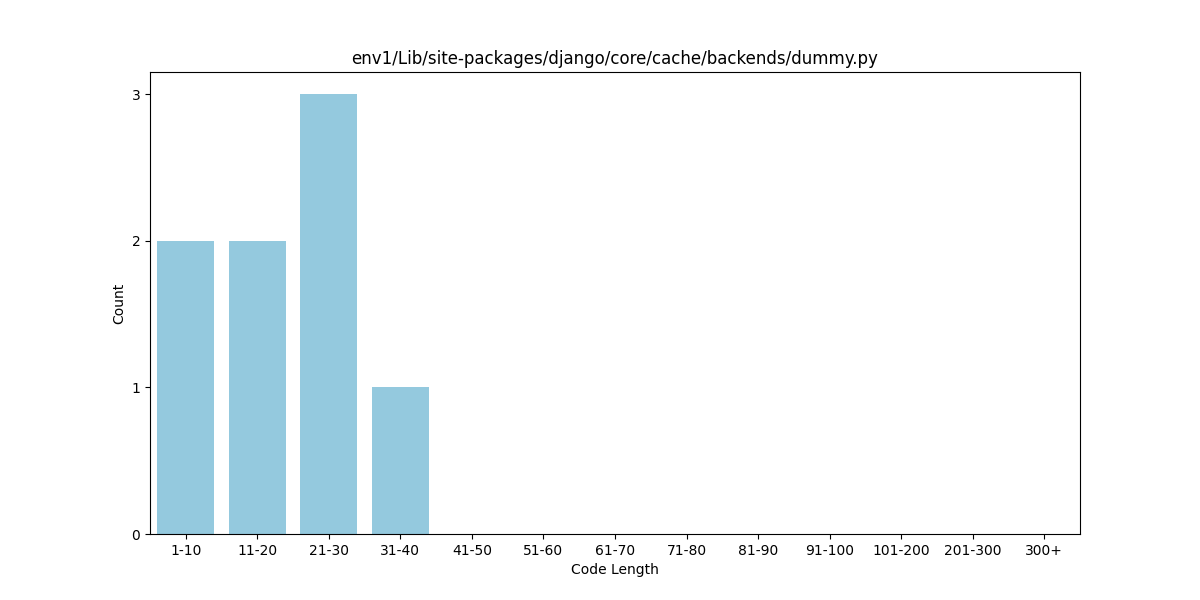 env1/Lib/site-packages/django/core/cache/backends/dummy.py
3
2
1
0
Count
1-10 11-20 21-30 31-40 41-50 51-60 61-70 71-80 81-90 91-100 101-200 201-300 300+
Code Length